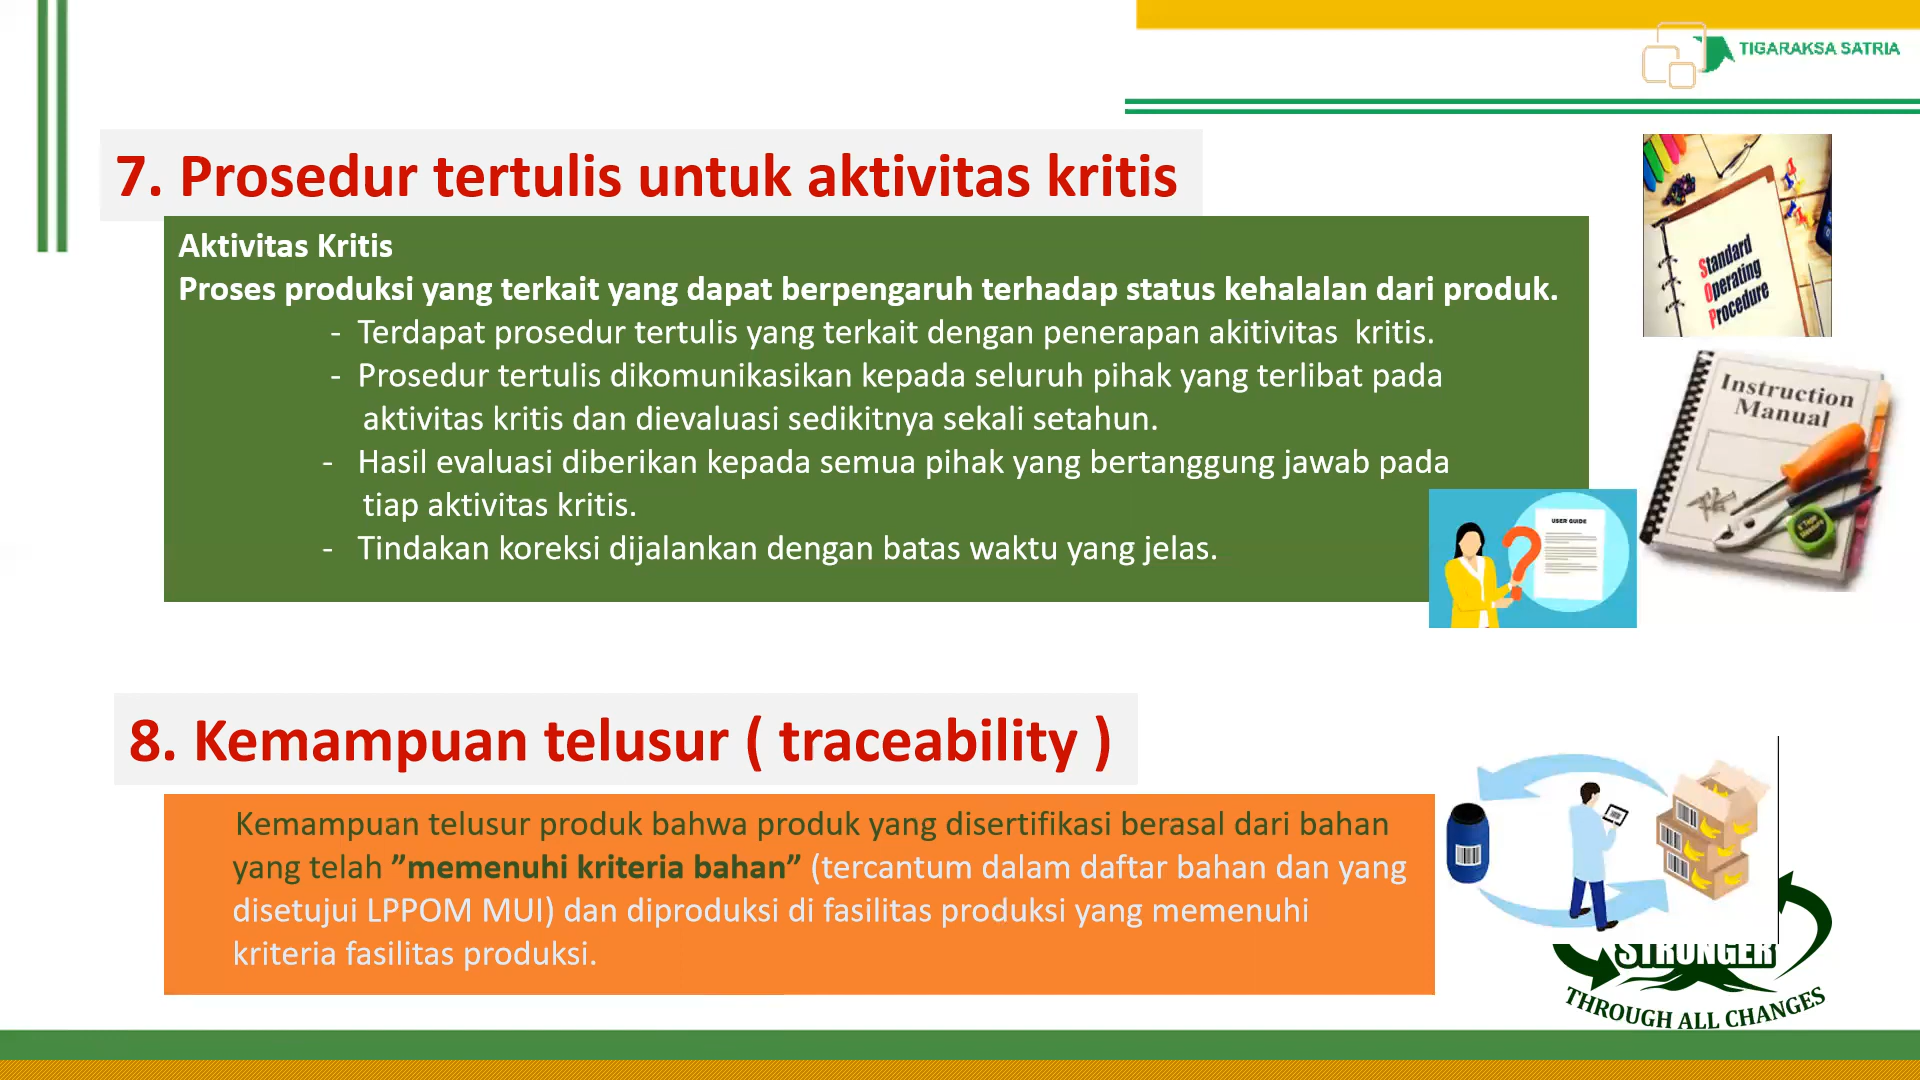 TIGARAKSA SATRIA
7. Prosedur tertulis untuk aktivitas kritis
Aktivitas Kritis
Proses produksi yang terkait yang dapat berpengaruh terhadap status kehalalan dari produk.
- Terdapat prosedur tertulis yang terkait dengan penerapan akitivitas kritis.
- Prosedur tertulis dikomunikasikan kepada seluruh pihak yang terlibat pada
aktivitas kritis dan dievaluasi sedikitnya sekali setahun.
- Hasil evaluasi diberikan kepada semua pihak yang bertanggung jawab pada
tiap aktivitas kritis.
- Tindakan koreksi dijalankan dengan batas waktu yang jelas.
Standard
Operating
Procedure
Instruction
Manual
USER GUIDE
8. Kemampuan telusur ( traceability )
Kemampuan telusur produk bahwa produk yang disertifikasi berasal dari bahan
yang telah ”memenuhi kriteria bahan” (tercantum dalam daftar bahan dan yang
disetujui LPPOM MUI) dan diproduksi di fasilitas produksi yang memenuhi
kriteria fasilitas produksi.
STRONGER
THROUGH ALL CHANGES